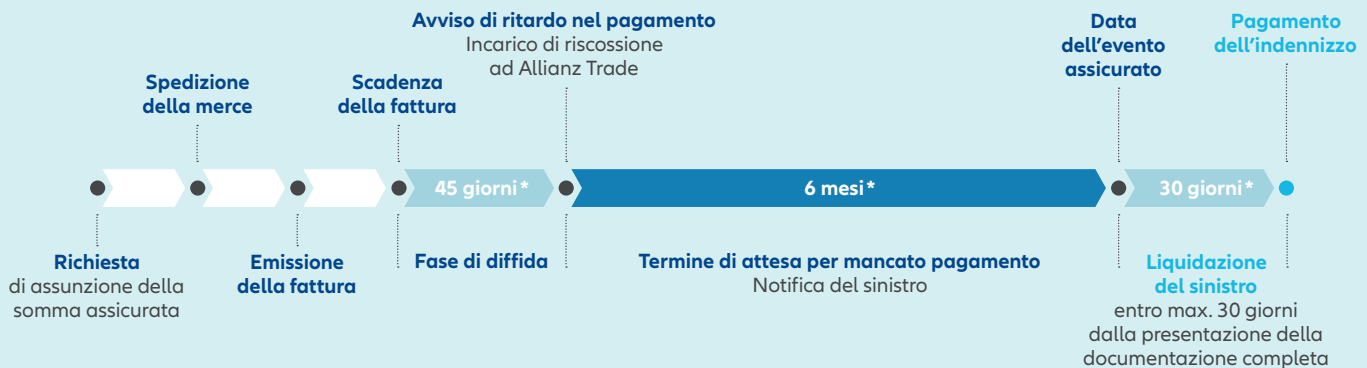 Avviso di ritardo nel pagamento
Incarico di riscossione
ad Allianz Trade
Data
dell'evento
assicurato
Pagamento
dell'indennizzo
Spedizione
della merce
Scadenza
della fattura
45 giorni*
6 mesi*
30 giorni*
Richiesta
di assunzione della
somma assicurata
Emissione
della fattura
Fase di diffida
Termine di attesa per mancato pagamento
Notifica del sinistro
Liquidazione
del sinistro
entro max. 30 giorni
dalla presentazione della
documentazione completa